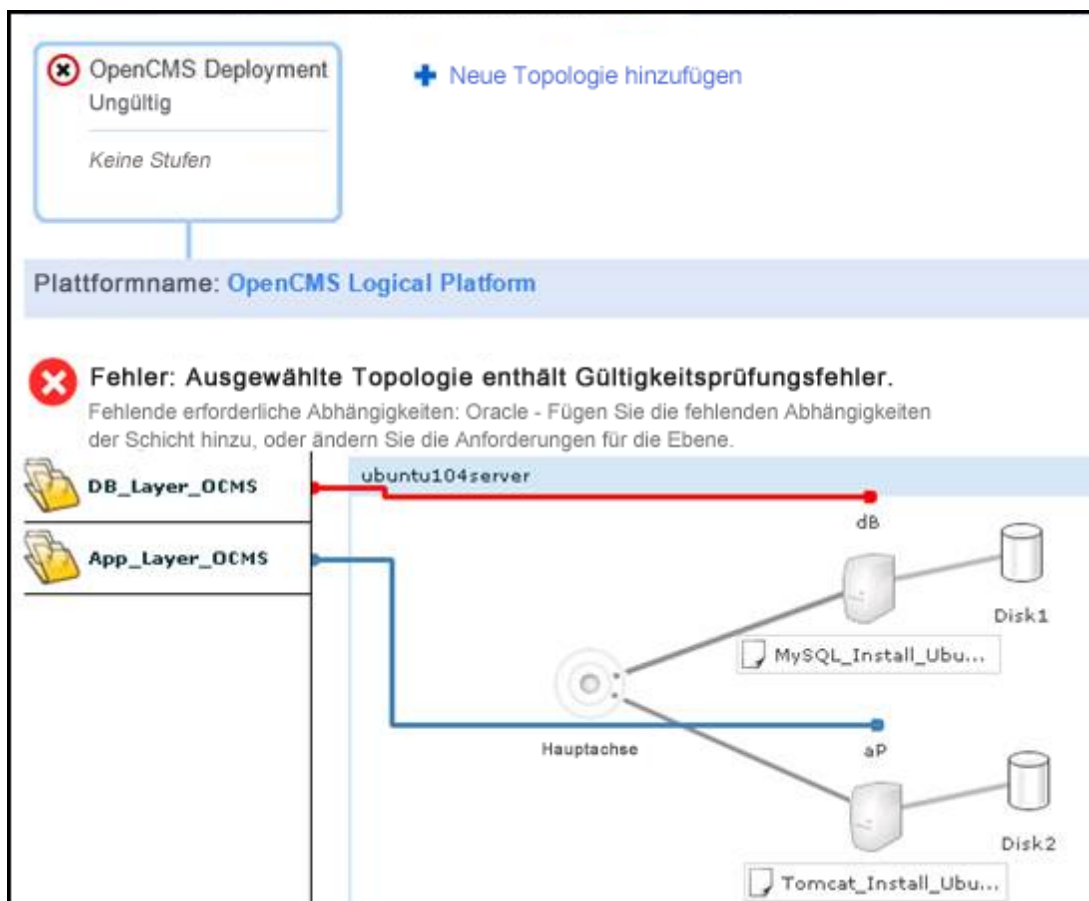 OpenCMS Deployment
Ungültig
Keine Stufen
Neue Topologie hinzufügen
Plattformname: OpenCMS Logical Platform
Fehler: Ausgewählte Topologie enthält Gültigkeitsprüfungsfehler.
Fehlende erforderliche Abhängigkeiten: Oracle - Fügen Sie die fehlenden Abhängigkeiten
der Schicht hinzu, oder ändern Sie die Anforderungen für die Ebene.
DB_Layer_OCMS
App_Layer_OCMS
ubuntu104server
dB
Disk1
MySQL_Install_Ubu...
Hauptachse
aP
Disk2
Tomcat_Install_Ubu...